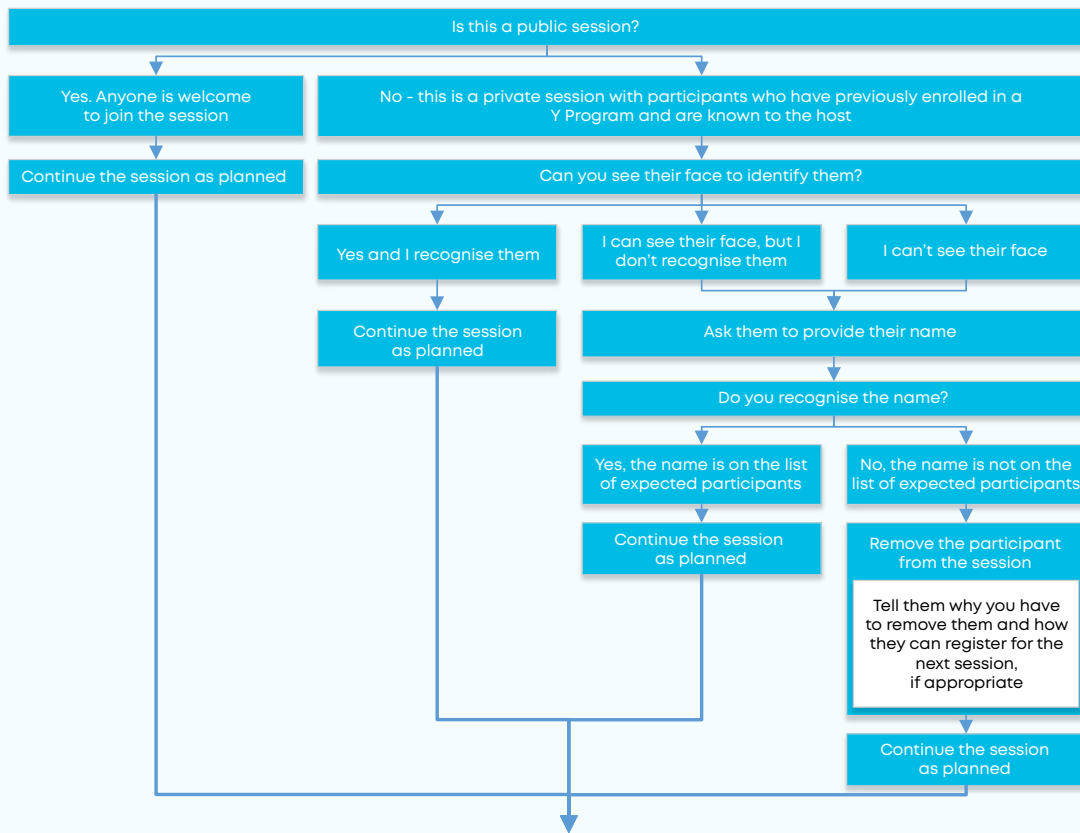 Is this a public session?
Yes. Anyone is welcome
to join the session
No - this is a private session with participants who have previously enrolled in a
Y Program and are known to the host
Continue the session as planned
Can you see their face to identify them?
Yes and I recognise them
I can see their face, but I
don't recognise them
I can't see their face
Continue the session
as planned
Ask them to provide their name
Do you recognise the name?
Yes, the name is on the list
of expected participants
No, the name is not on the
list of expected participants
Continue the session
as planned
Remove the participant
from the session
Tell them why you have
to remove them and how
they can register for the
next session,
if appropriate
Continue the session
as planned